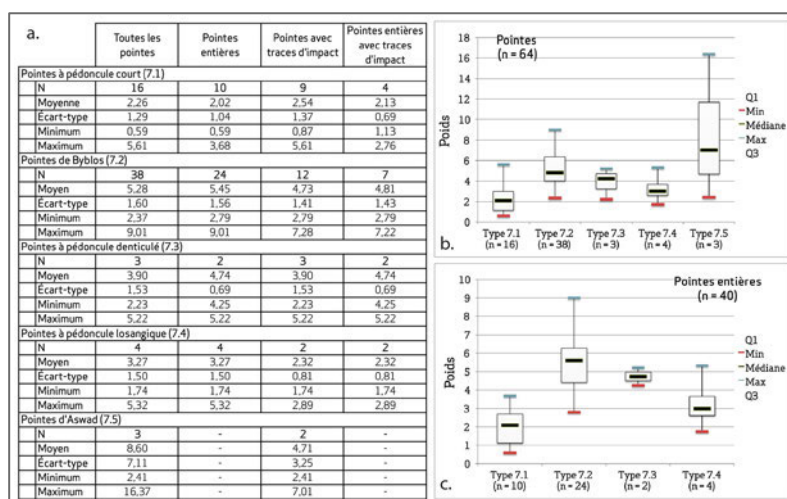 a.
Toutes les pointes | Pointes entières | Pointes avec traces d'impact | Pointes entières avec traces d'impact
Pointes à pédoncule court (7.1)
N 16 10 9 4
Moyenne 2,26 2,02 2,54 2,13
Écart-type 1,29 1,04 1,37 0,69
Minimum 0,59 0,59 0,87 1,13
Maximum 5,61 3,68 5,61 2,76
Pointes de Byblos (7.2)
N 38 24 12 7
Moyen 5,28 5,45 4,73 4,81
Écart-type 1,60 1,56 1,41 1,43
Minimum 2,37 2,79 2,79 2,79
Maximum 9,01 9,01 7,28 7,22
Pointes à pédoncule denticulé (7.3)
N 3 2 3 2
Moyen 3,90 4,74 3,90 4,74
Écart-type 1,53 0,69 1,53 0,69
Minimum 2,23 4,25 2,23 4,25
Maximum 5,22 5,22 5,22 5,22
Pointes à pédoncule losangique (7.4)
N 4 4 2 2
Moyen 3,27 3,27 2,32 2,32
Écart-type 1,50 1,50 0,81 0,81
Minimum 1,74 1,74 1,74 1,74
Maximum 5,32 5,32 2,89 2,89
Pointes d'Aswad (7.5)
N 3 - 2 -
Moyen 8,60 - 4,71 -
Écart-type 7,11 - 3,25 -
Minimum 2,41 - 2,41 -
Maximum 16,37 - 7,01 -
Pointes
(n = 64)
18
16
14
12
10
8
6
4
2
0
Poids
Q1
Min
Médiane
Max
Q3
Type 7.1 Type 7.2 Type 7.3 Type 7.4 Type 7.5
(n = 16) (n = 38) (n = 3) (n = 4) (n = 3)
b.
Pointes entières
(n = 40)
10
9
8
7
6
5
4
3
2
1
0
Poids
Q1
Min
Médiane
Max
Q3
Type 7.1 Type 7.2 Type 7.3 Type 7.4
(n = 10) (n = 24) (n = 2) (n = 4)
c.